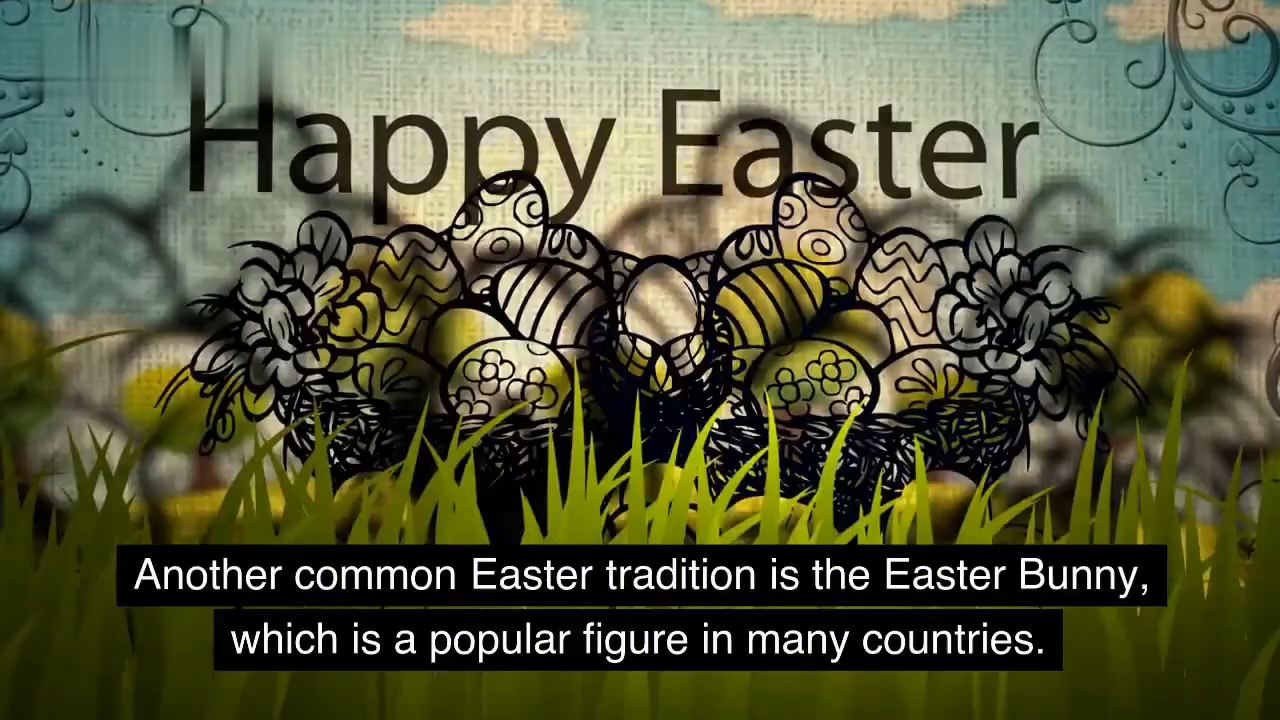 Happy Easter
Another common Easter tradition is the Easter Bunny,
which is a popular figure in many countries.